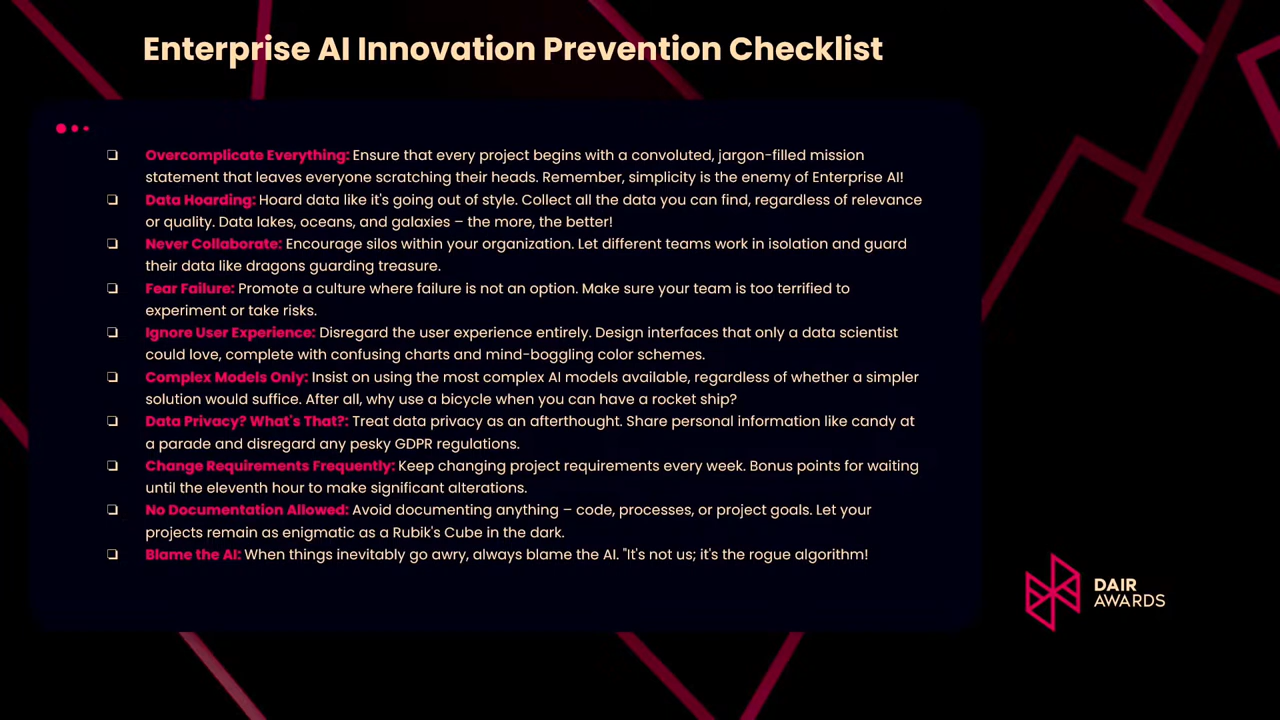 Enterprise AI Innovation Prevention Checklist
Overcomplicate Everything: Ensure that every project begins with a convoluted, jargon-filled mission
statement that leaves everyone scratching their heads. Remember, simplicity is the enemy of Enterprise AI!
Data Hoarding: Hoard data like it's going out of style. Collect all the data you can find, regardless of relevance
or quality. Data lakes, oceans, and galaxies – the more, the better!
Never Collaborate: Encourage silos within your organization. Let different teams work in isolation and guard
their data like dragons guarding treasure.
Fear Failure: Promote a culture where failure is not an option. Make sure your team is too terrified to
experiment or take risks.
Ignore User Experience: Disregard the user experience entirely. Design interfaces that only a data scientist
could love, complete with confusing charts and mind-boggling color schemes.
Complex Models Only: Insist on using the most complex AI models available, regardless of whether a simpler
solution would suffice. After all, why use a bicycle when you can have a rocket ship?
Data Privacy? What's That?: Treat data privacy as an afterthought. Share personal information like candy at
a parade and disregard any pesky GDPR regulations.
Change Requirements Frequently: Keep changing project requirements every week. Bonus points for waiting
until the eleventh hour to make significant alterations.
No Documentation Allowed: Avoid documenting anything – code, processes, or project goals. Let your
projects remain as enigmatic as a Rubik's Cube in the dark.
Blame the AI: When things inevitably go awry, always blame the AI. "It's not us; it's the rogue algorithm!
DAIR
AWARDS